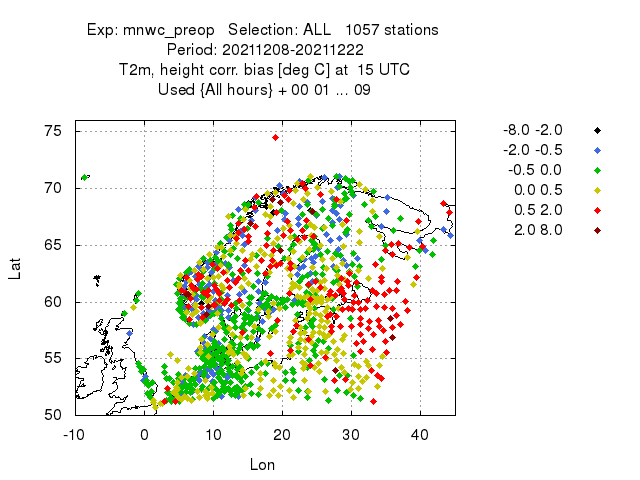 Exp: mnwc_preop Selection: ALL 1057 stations
Period: 20211208-20211222
T2m, height corr. bias [deg C] at 15 UTC
Used {All hours} + 00 01 ... 09
-8.0 -2.0
-2.0 -0.5
-0.5 0.0
0.0 0.5
0.5 2.0
2.0 8.0
75
70
65
60
55
50
Lat
-10 0 10 20 30 40
Lon